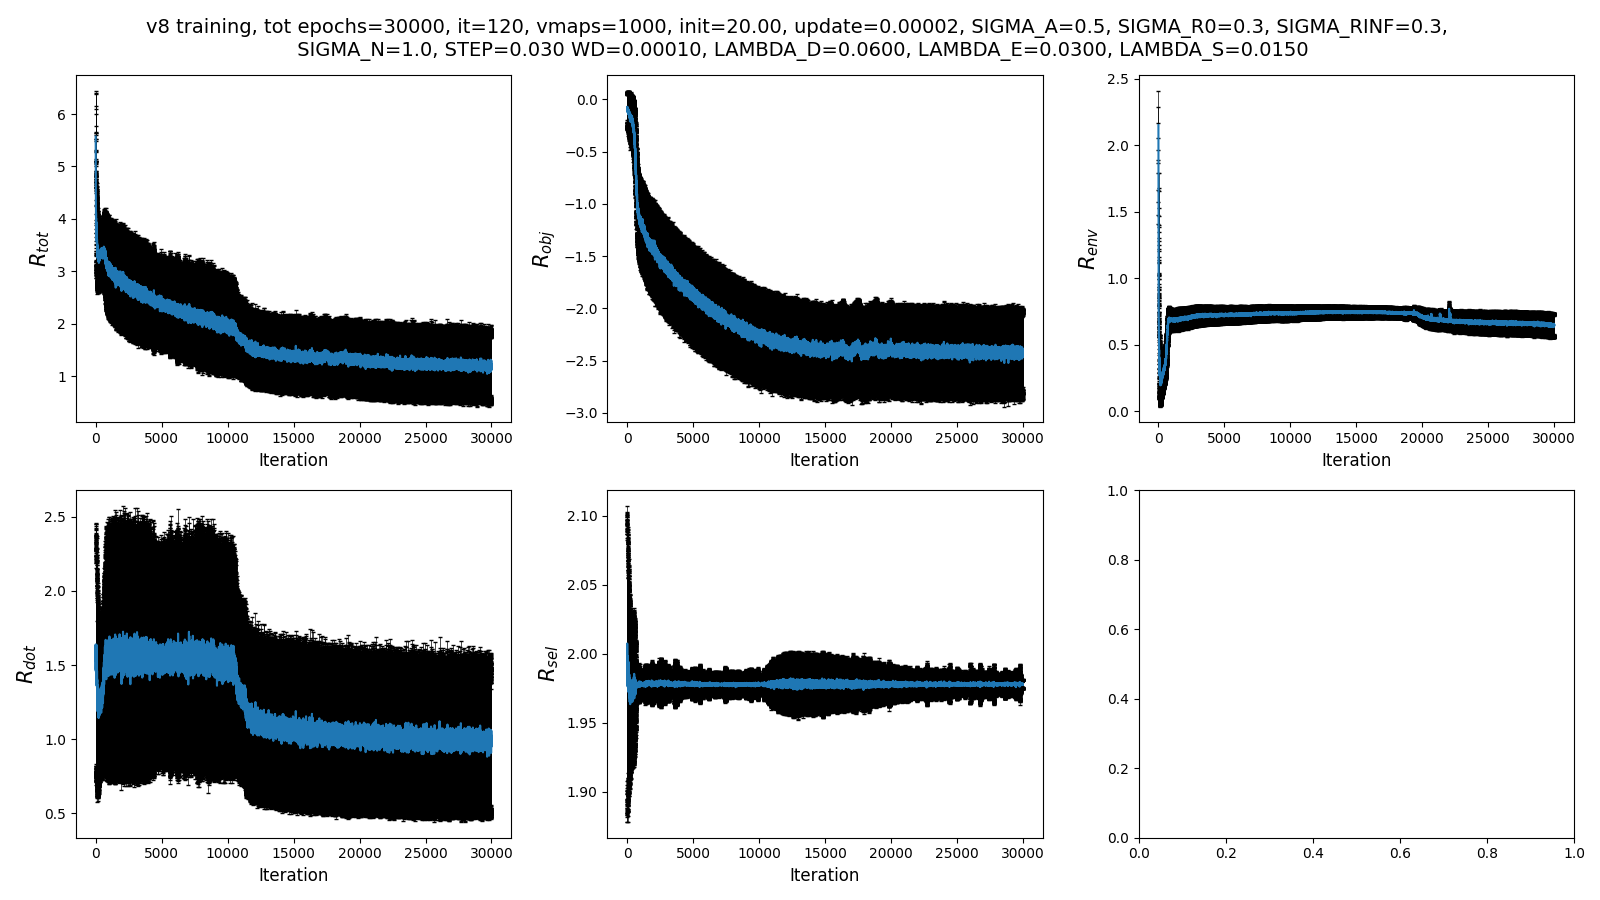 v8 training, tot epochs=30000, it=120, vmaps=1000, init=20.00, update=0.00002, SIGMA_A=0.5, SIGMA_R0=0.3, SIGMA_RINF=0.3,
SIGMA_N=1.0, STEP=0.030 WD=0.00010, LAMBDA_D=0.0600, LAMBDA_E=0.0300, LAMBDA_S=0.0150
R_tot
6
5
4
3
2
1
0 5000 10000 15000 20000 25000 30000
Iteration
R_obj
0.0
−0.5
−1.0
−1.5
−2.0
−2.5
−3.0
0 5000 10000 15000 20000 25000 30000
Iteration
R_env
2.5
2.0
1.5
1.0
0.5
0.0
0 5000 10000 15000 20000 25000 30000
Iteration
R_dot
2.5
2.0
1.5
1.0
0.5
0 5000 10000 15000 20000 25000 30000
Iteration
R_sel
2.10
2.05
2.00
1.95
1.90
0 5000 10000 15000 20000 25000 30000
Iteration
1.0
0.8
0.6
0.4
0.2
0.0
0.0 0.2 0.4 0.6 0.8 1.0